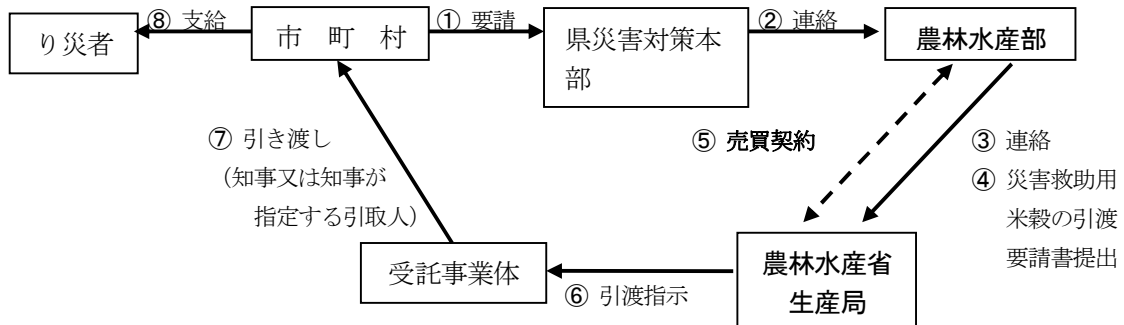 ⑧ 支給
① 要請
② 連絡
り災者
市 町 村
県災害対策本
部
農林水産部
⑦ 引き渡し
(知事又は知事が
指定する引取人)
⑤ 売買契約
③ 連絡
④ 災害救助用
米穀の引渡
要請書提出
受託事業体
⑥ 引渡指示
農林水産省
生産局